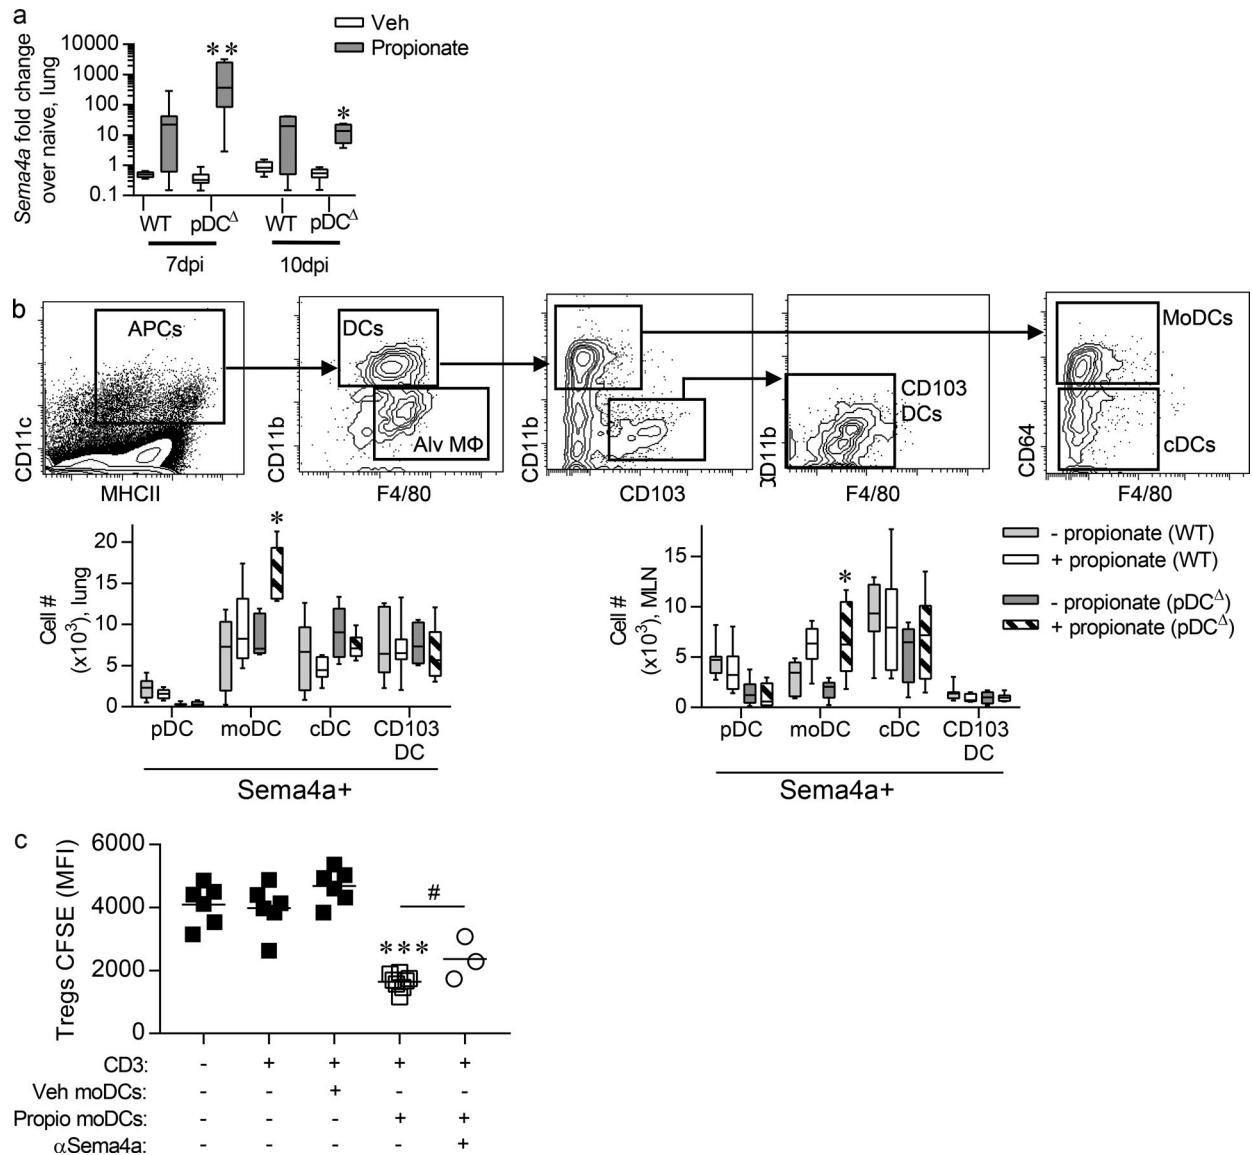 a
Veh
Propionate
Sema4a fold change
over naive, lung
10000
1000
100
10
1
0.1
**
*
WT
pDCΔ
WT
pDCΔ
7dpi
10dpi
b
APCs
CD11c
MHCII
DCs
Alv MΦ
CD11b
F4/80
CD11b
CD103
CD103
DCs
CD11b
F4/80
MoDCs
cDCs
CD64
F4/80
Cell #
(x10³), lung
20
15
10
5
0
*
pDC
moDC
cDC
CD103
DC
Sema4a+
Cell #
(x10³), MLN
15
10
5
0
*
pDC
moDC
cDC
CD103
DC
Sema4a+
- propionate (WT)
+ propionate (WT)
- propionate (pDCΔ)
+ propionate (pDCΔ)
c
Tregs CFSE (MFI)
6000
4000
2000
0
***
#
CD3: - + + + +
Veh moDCs: - - + - -
Propio moDCs: - - - + +
αSema4a: - - - - +